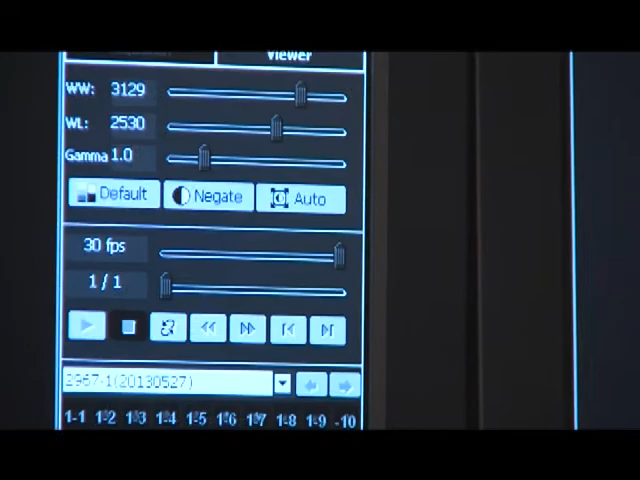 Viewer
WW: 3129
WL: 2530
Gamma 1.0
Default Negate Auto
30 fps
1 / 1
2967-1(20130527)
1-1 1-2 1-3 1-4 1-5 1-6 1-7 1-8 1-9 -10